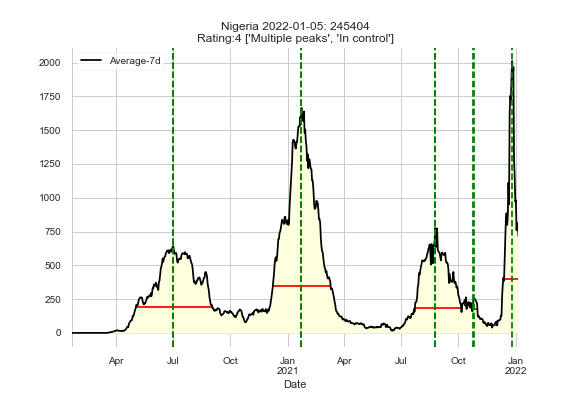 Nigeria 2022-01-05: 245404
Rating:4 ['Multiple peaks', 'In control']
Average-7d
2000
1750
1500
1250
1000
750
500
250
0
Apr Jul Oct Jan Apr Jul Oct Jan
2021 2022
Date